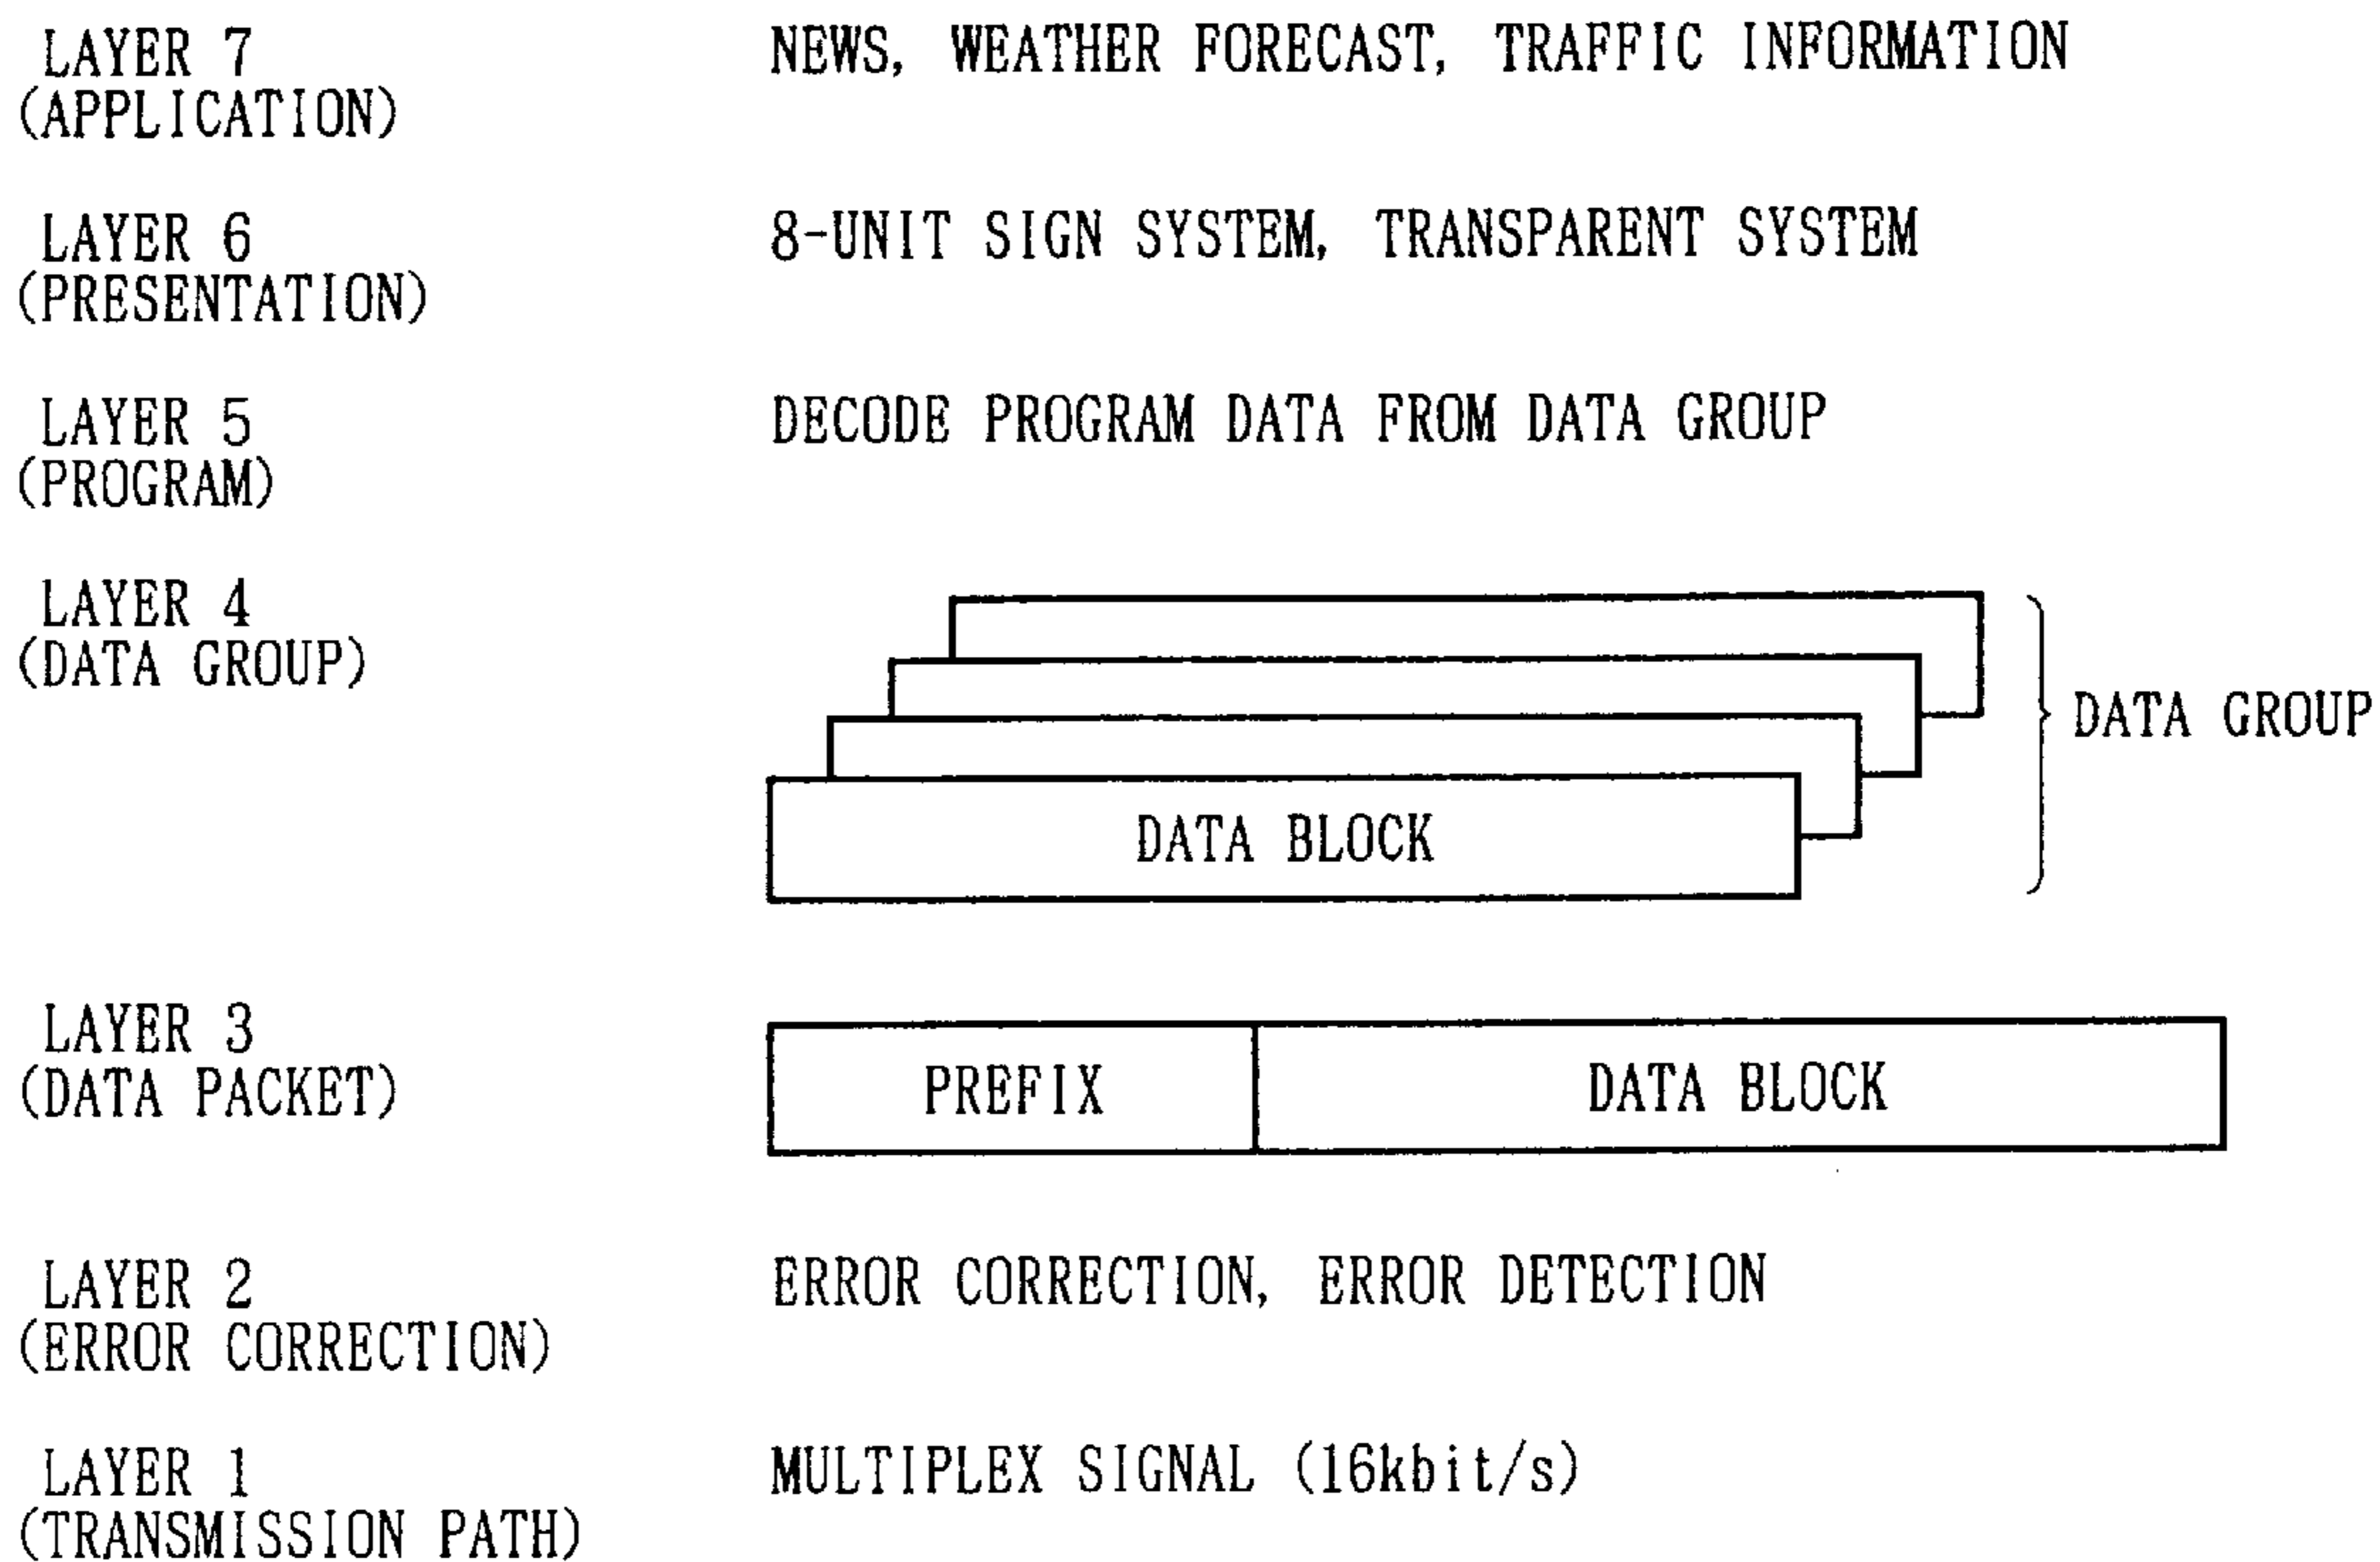 LAYER 7
(APPLICATION)
NEWS, WEATHER FORECAST, TRAFFIC INFORMATION
LAYER 6
(PRESENTATION)
8-UNIT SIGN SYSTEM, TRANSPARENT SYSTEM
LAYER 5
(PROGRAM)
DECODE PROGRAM DATA FROM DATA GROUP
LAYER 4
(DATA GROUP)
DATA BLOCK
DATA GROUP
LAYER 3
(DATA PACKET)
PREFIX
DATA BLOCK
LAYER 2
(ERROR CORRECTION)
ERROR CORRECTION, ERROR DETECTION
LAYER 1
(TRANSMISSION PATH)
MULTIPLEX SIGNAL (16kbit/s)